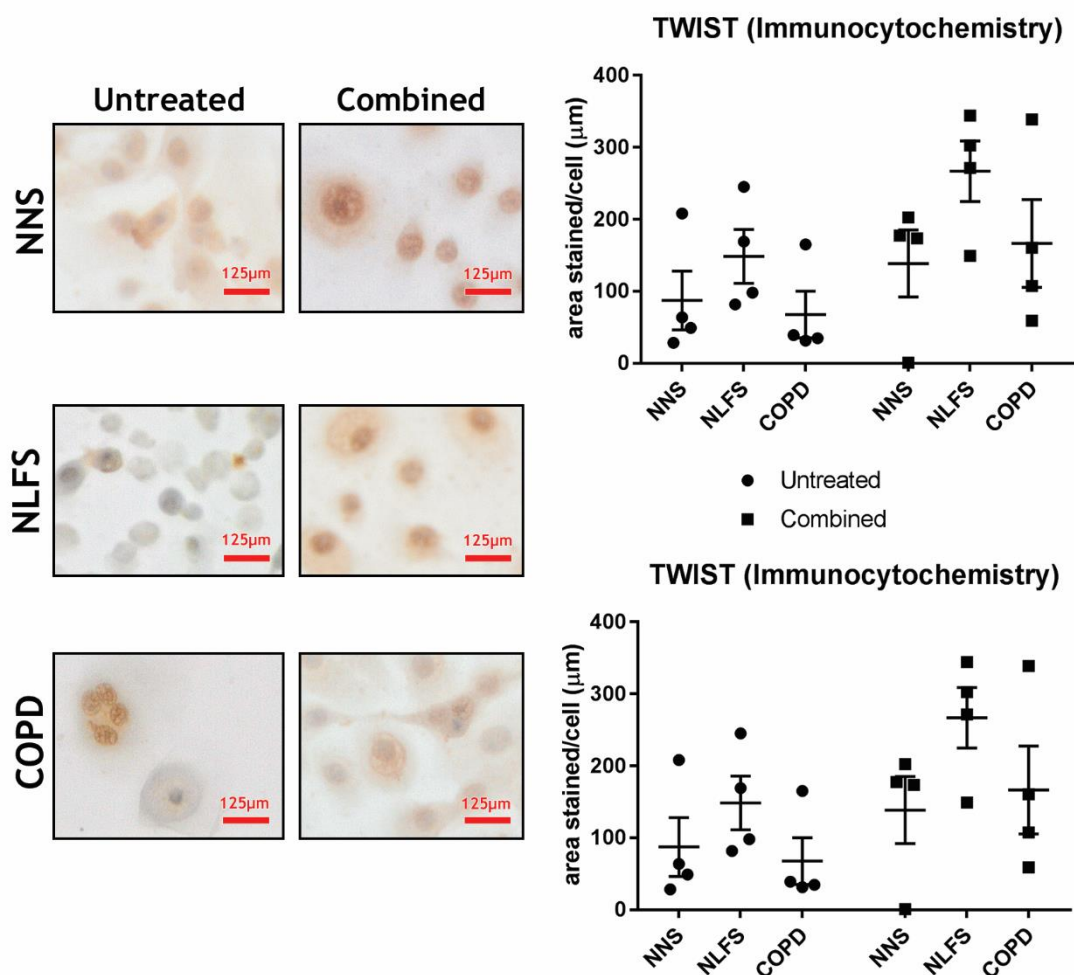 Untreated Combined
NNS
125µm 125µm
NLFS
125µm 125µm
COPD
125µm 125µm
TWIST (Immunocytochemistry)
area stained/cell (µm)
400
300
200
100
0
NNS NLFS COPD NNS NLFS COPD
Untreated
Combined
TWIST (Immunocytochemistry)
area stained/cell (µm)
400
300
200
100
0
NNS NLFS COPD NNS NLFS COPD